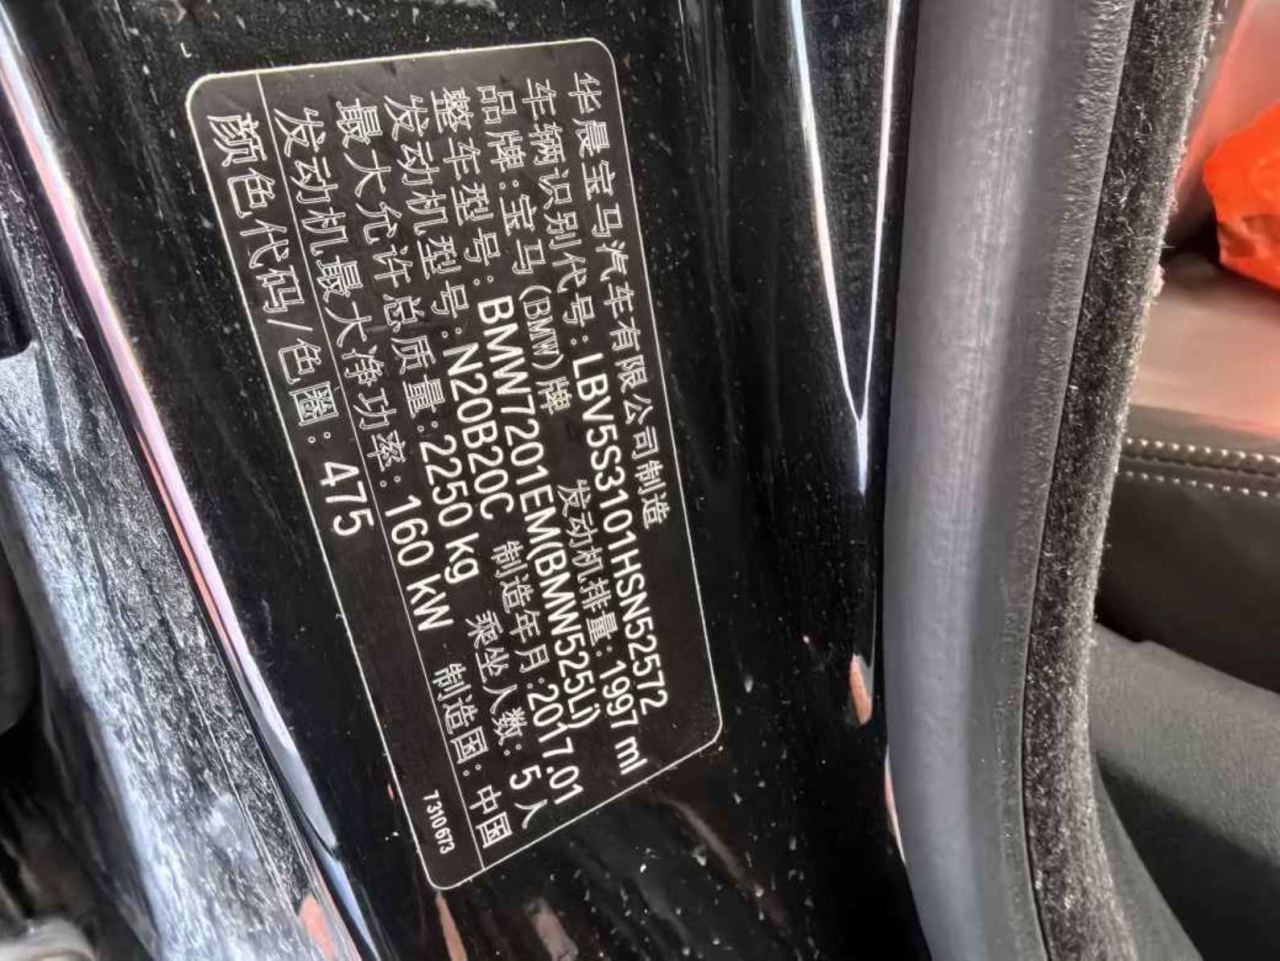 华晨宝马汽车有限公司制造
车辆识别代号：LBV5S3101HSN52572
品牌：宝马(BMW)牌 发动机排量：1997 ml
整车型号：BMW7201EM(BMW525Li)
发动机型号：N20B20C 制造年月：2017.01
最大允许总质量：2250 kg 乘坐人数：5人
发动机最大净功率：160 kW 制造国：中国
颜色代码/色圈：475
7310673